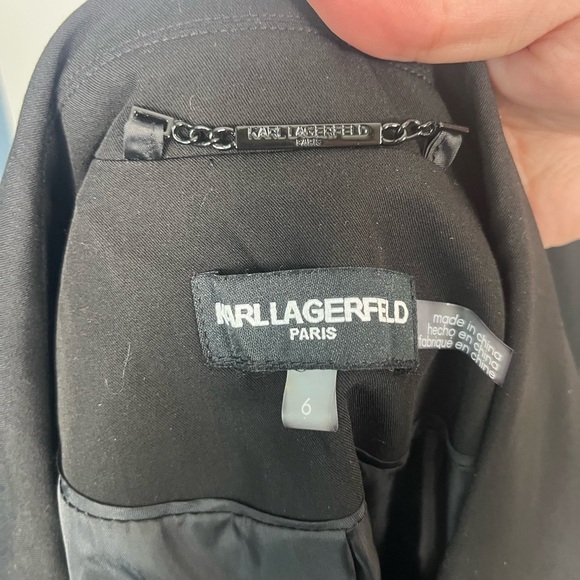 KARL LAGERFELD
PARIS
KARL LAGERFELD
PARIS
made in china
hecho en china
fabriqué en chine
6